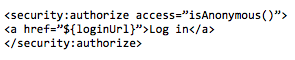 <security:authorize access=”isAnonymous()”>
<a href=”${loginUrl}”>Log in</a>
</security:authorize>